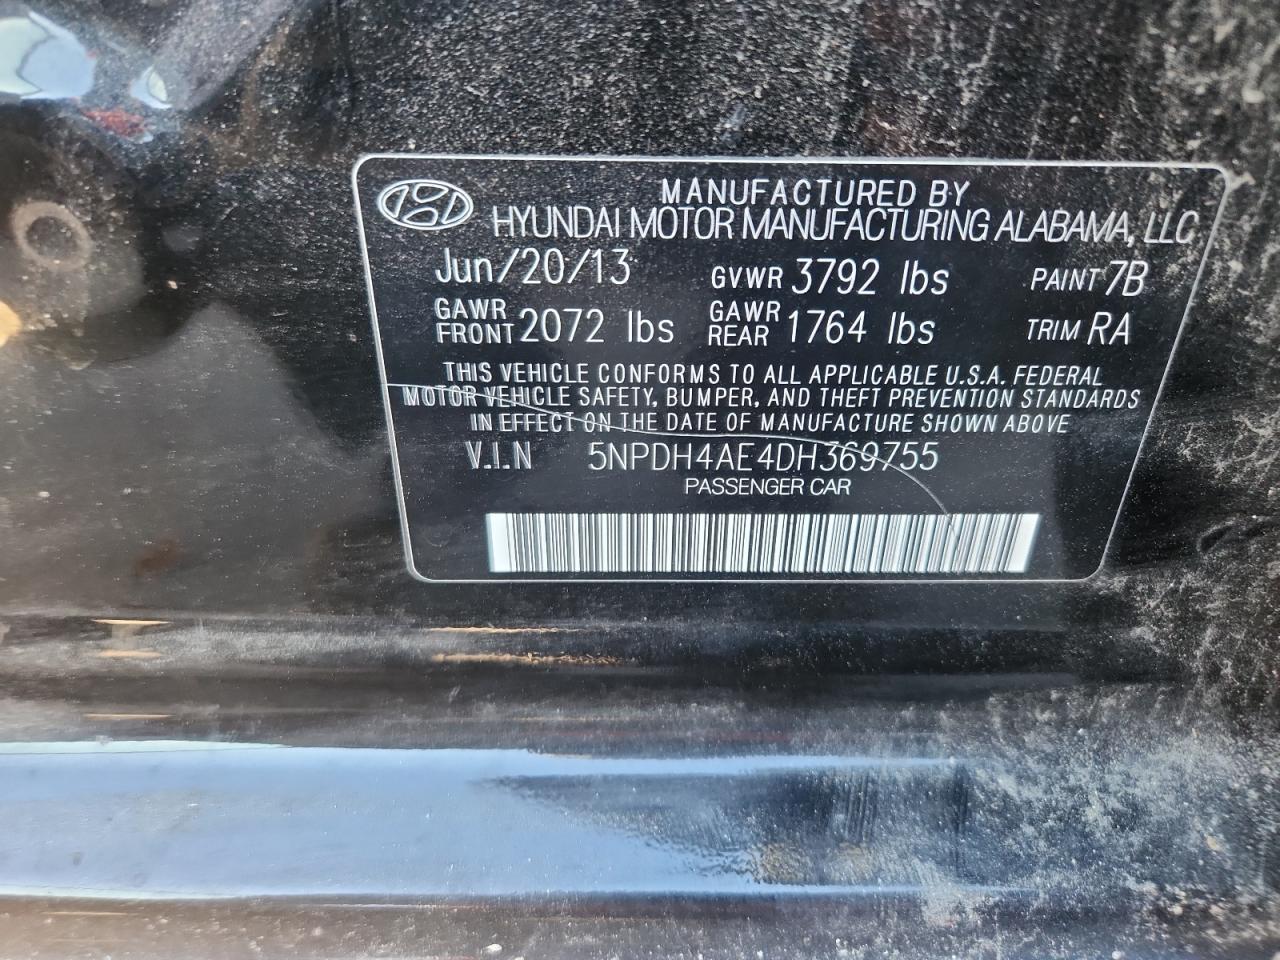 MANUFACTURED BY
HYUNDAI MOTOR MANUFACTURING ALABAMA, LLC
Jun/20/13 GVWR 3792 lbs PAINT 7B
GAWR FRONT 2072 lbs GAWR REAR 1764 lbs TRIM RA
THIS VEHICLE CONFORMS TO ALL APPLICABLE U.S.A. FEDERAL
MOTOR VEHICLE SAFETY, BUMPER, AND THEFT PREVENTION STANDARDS
IN EFFECT ON THE DATE OF MANUFACTURE SHOWN ABOVE
V.I.N 5NPDH4AE4DH369755
PASSENGER CAR